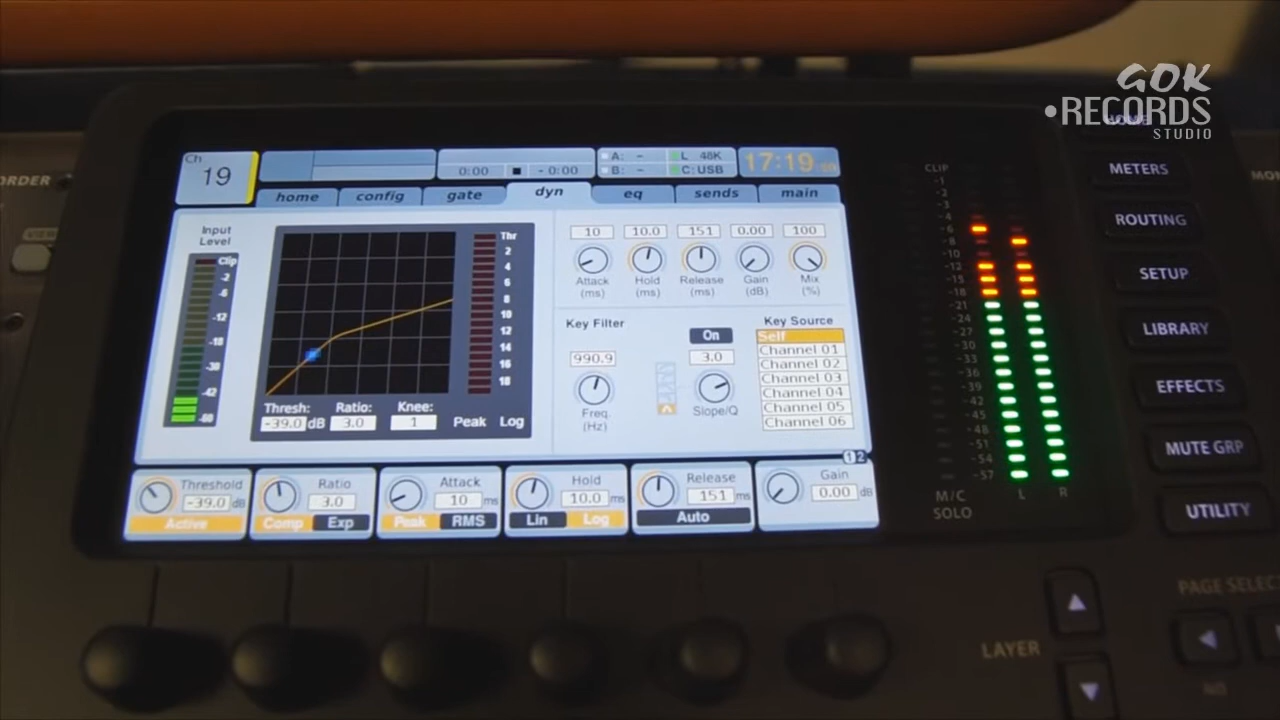 GOK
RECORDS
STUDIO
HOME
ORDER
VIEW
Ch
19
0:00 - 0:00
A: - L 48K
B: - C: USB
17:19
home config gate dyn eq sends main
Input
Level
Clip
-2
-6
-12
-18
-30
-42
-60
Thr
2
4
6
8
10
12
14
16
18
Thresh: Ratio: Knee:
-39.0 dB 3.0 1 Peak Log
10 10.0 151 0.00 100
Attack Hold Release Gain Mix
(ms) (ms) (ms) (dB) (%)
Key Filter
990.9
Freq.
(Hz)
On
3.0
Slope/Q
Key Source
Self
Channel 01
Channel 02
Channel 03
Channel 04
Channel 05
Channel 06
1 2
Threshold
-39.0 dB
Active
Ratio
3.0
Comp Exp
Attack
10 ms
Peak RMS
Hold
10.0 ms
Lin Log
Release
151 ms
Auto
Gain
0.00 dB
CLIP
-1
-2
-3
-4
-6
-8
-10
-12
-15
-18
-21
-24
-27
-30
-33
-36
-39
-42
-45
-48
-51
-54
-57
M/C
SOLO
L R
METERS
ROUTING
SETUP
LIBRARY
EFFECTS
MUTE GRP
UTILITY
MON
LAYER
PAGE SELEC